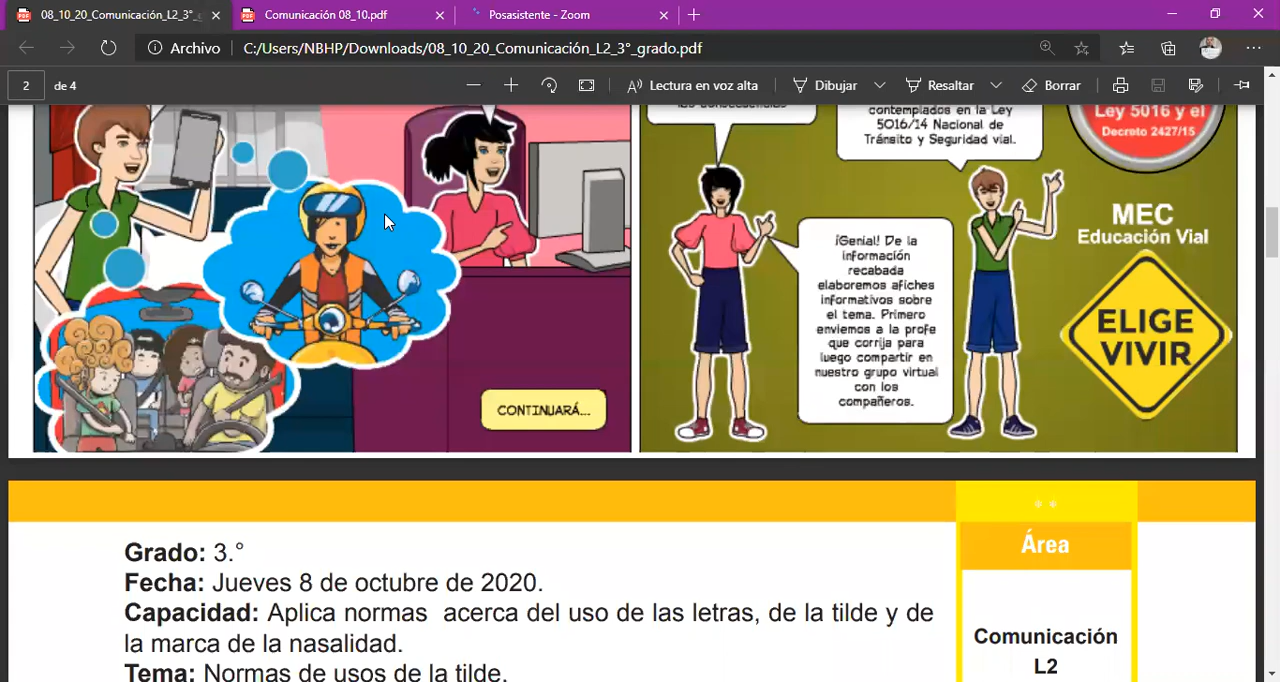 08_10_20_Comunicación_L2_3°_g
Comunicación 08_10.pdf
Posasistente - Zoom
Archivo
C:/Users/NBHP/Downloads/08_10_20_Comunicación_L2_3°_grado.pdf
2
de 4
Lectura en voz alta
Dibujar
Resaltar
Borrar
contemplados en la Ley
5016/14 Nacional de
Tránsito y Seguridad vial.
Ley 5016 y el
Decreto 2427/15
MEC
Educación Vial
¡Genial! De la
información
recabada
elaboremos afiches
informativos sobre
el tema. Primero
enviemos a la profe
que corrija para
luego compartir en
nuestro grupo virtual
con los
compañeros.
ELIGE
VIVIR
CONTINUARÁ...
Grado: 3.°
Fecha: Jueves 8 de octubre de 2020.
Capacidad: Aplica normas acerca del uso de las letras, de la tilde y de
la marca de la nasalidad.
Tema: Normas de usos de la tilde.
Área
Comunicación
L2